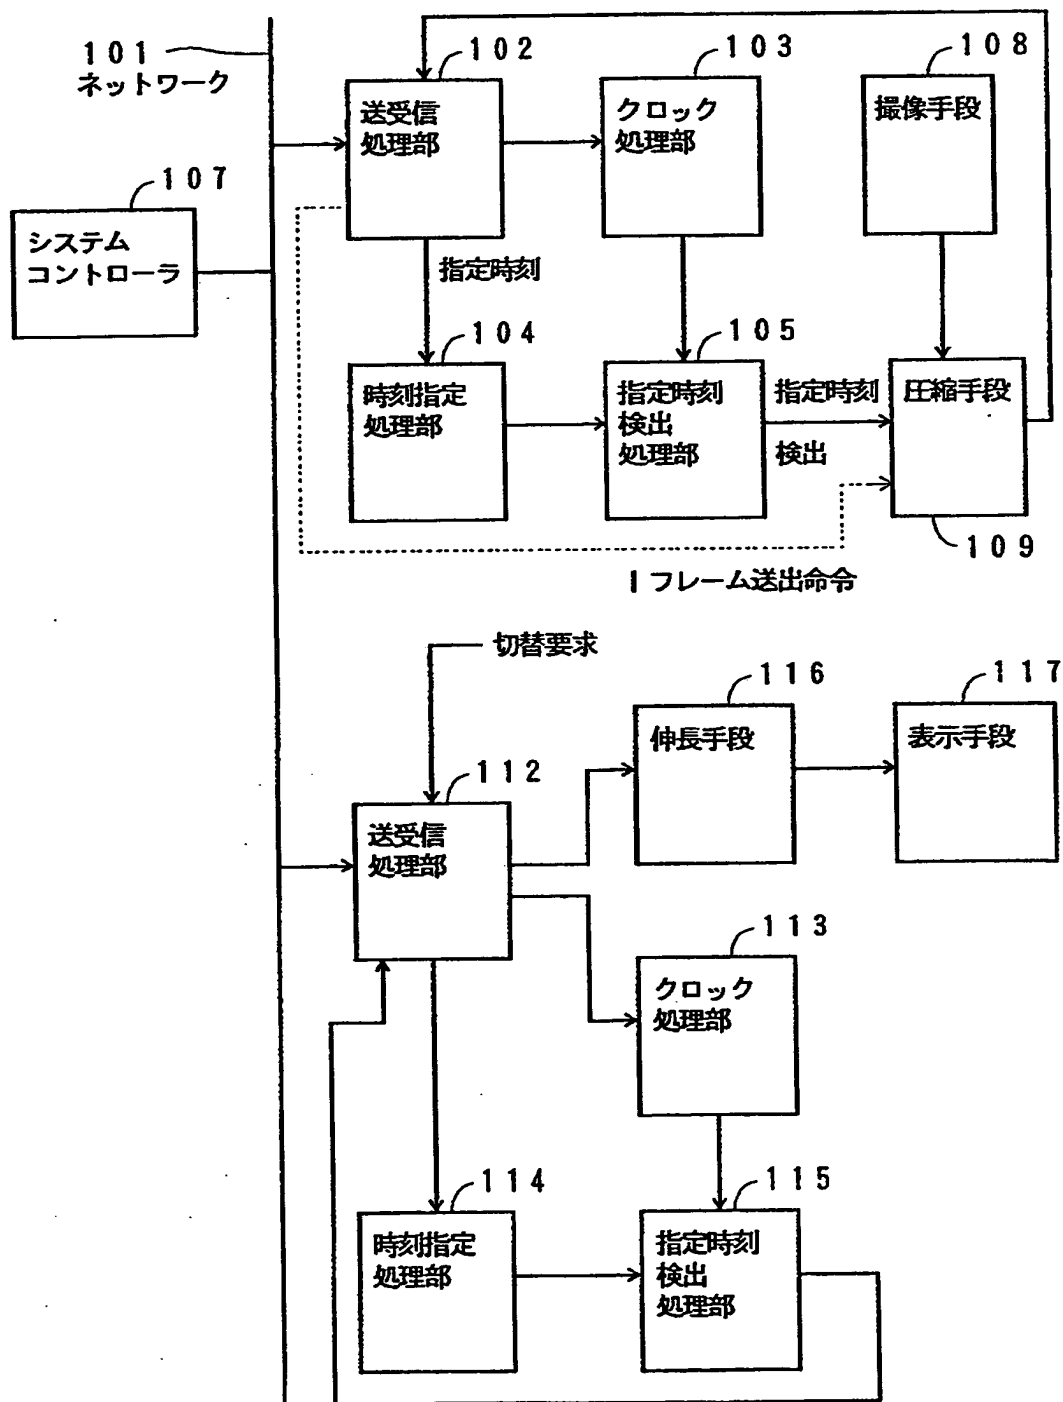 101
ネットワーク
102
送受信
処理部
103
クロック
処理部
108
撮像手段
107
システム
コントローラ
指定時刻
104
時刻指定
処理部
105
指定時刻
検出
処理部
指定時刻
検出
圧縮手段
109
Iフレーム送出命令
切替要求
116
伸長手段
117
表示手段
112
送受信
処理部
113
クロック
処理部
114
時刻指定
処理部
115
指定時刻
検出
処理部